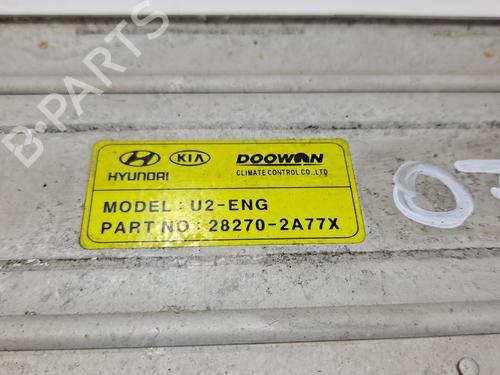 HYUNDAI KIA DOOWON
CLIMATE CONTROL CO., LTD
MODEL : U2-ENG
PART NO : 28270-2A77X
B-PARTS